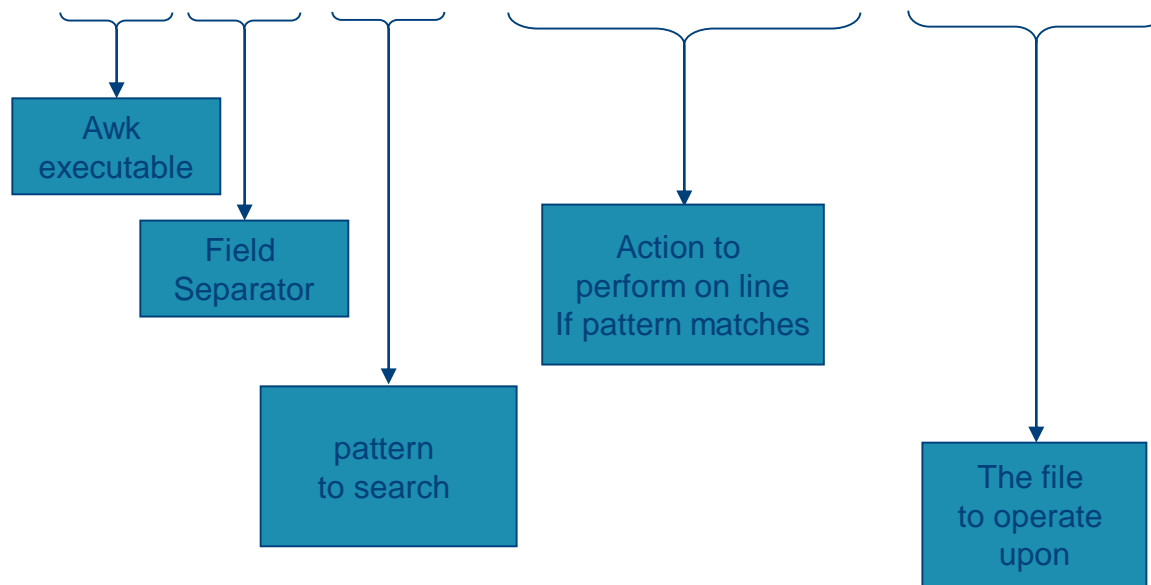 Awk
executable
Field
Separator
pattern
to search
Action to
perform on line
If pattern matches
The file
to operate
upon